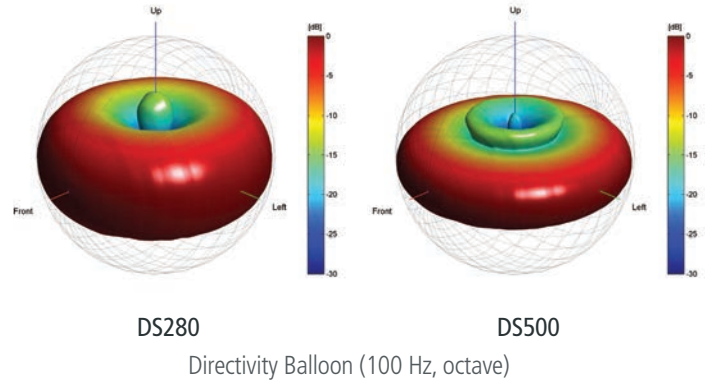 Up
[dB]
0
-5
-10
-15
-20
-25
-30
Front
Left
Up
[dB]
0
-5
-10
-15
-20
-25
-30
Front
Left
DS280
DS500
Directivity Balloon (100 Hz, octave)